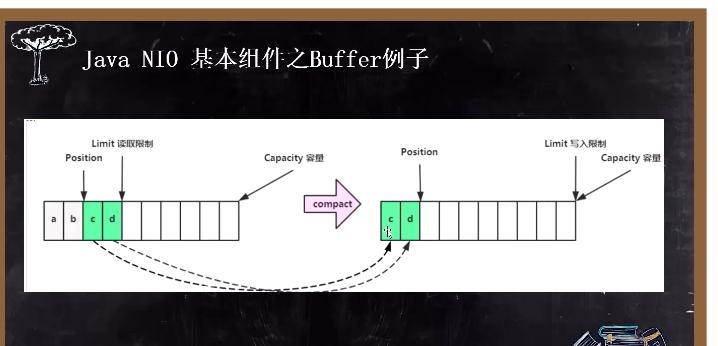 Java NIO 基本组件之Buffer例子
Limit 读取限制
Position
Capacity 容量
a b c d
compact
Limit 写入限制
Position
Capacity 容量
c d